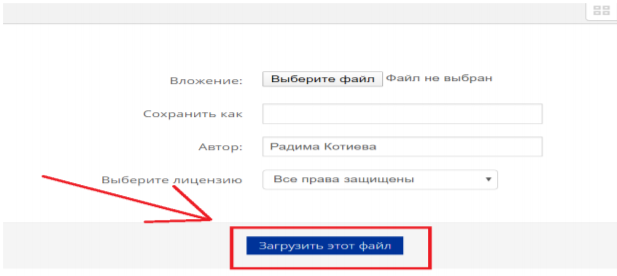 Вложение: Выберите файл Файл не выбран
Сохранить как
Автор: Радима Котиева
Выберите лицензию Все права защищены
Загрузить этот файл